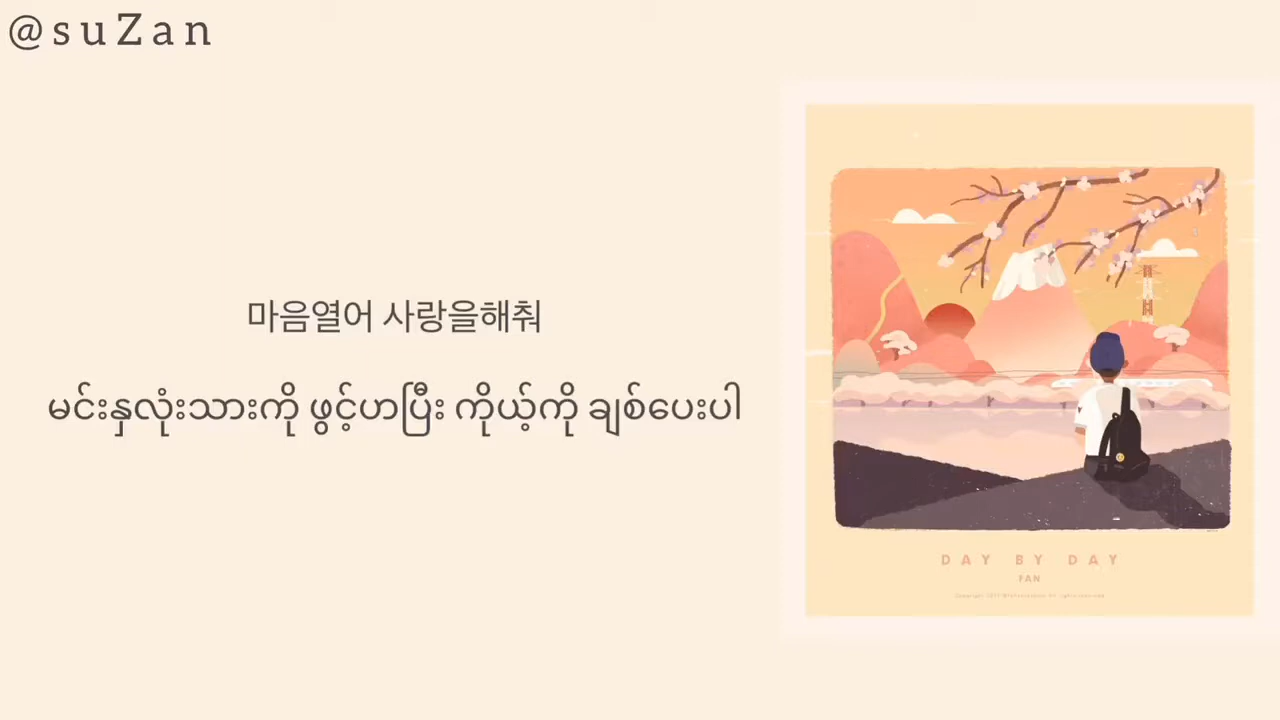 @suZan
마음열어 사랑을해춰
မင်းနှလုံးသားကို ဖွင့်ဟပြီး ကိုယ့်ကို ချစ်ပေးပါ
DAY BY DAY
FAN